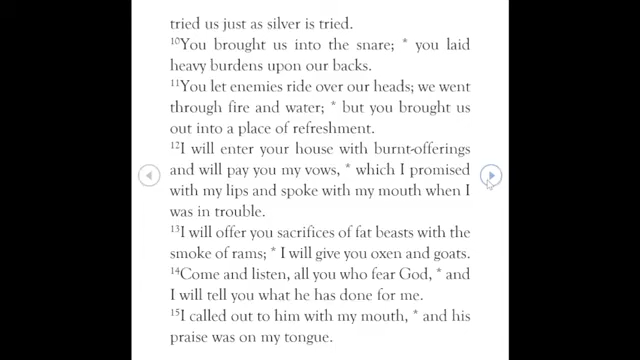 tried us just as silver is tried.
¹⁰You brought us into the snare; * you laid
heavy burdens upon our backs.
¹¹You let enemies ride over our heads; we went
through fire and water; * but you brought us
out into a place of refreshment.
¹²I will enter your house with burnt-offerings
and will pay you my vows, * which I promised
with my lips and spoke with my mouth when I
was in trouble.
¹³I will offer you sacrifices of fat beasts with the
smoke of rams; * I will give you oxen and goats.
¹⁴Come and listen, all you who fear God, * and
I will tell you what he has done for me.
¹⁵I called out to him with my mouth, * and his
praise was on my tongue.